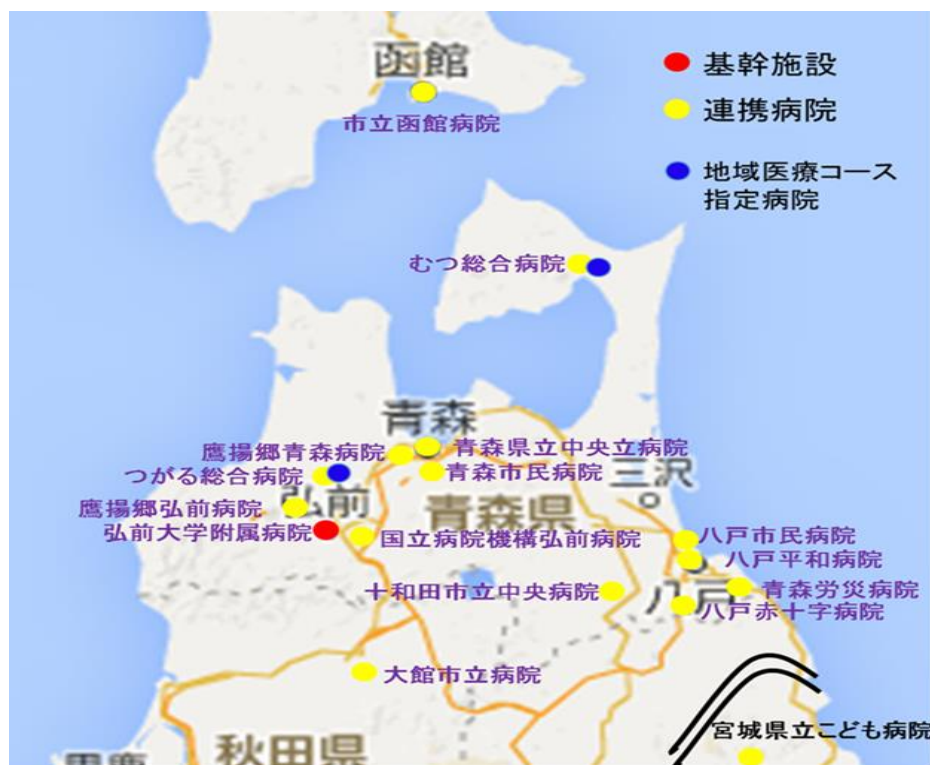 函館
市立函館病院
基幹施設
連携病院
地域医療コース
指定病院
むつ総合病院
青森
鷹揚郷青森病院
青森県立中央立病院
つがる総合病院
青森市民病院
三沢
弘前
鷹揚郷弘前病院
青森県
弘前大学附属病院
国立病院機構弘前病院
八戸市民病院
八戸平和病院
十和田市立中央病院
八戸
青森労災病院
八戸赤十字病院
大館市立病院
宮城県立こども病院
秋田県